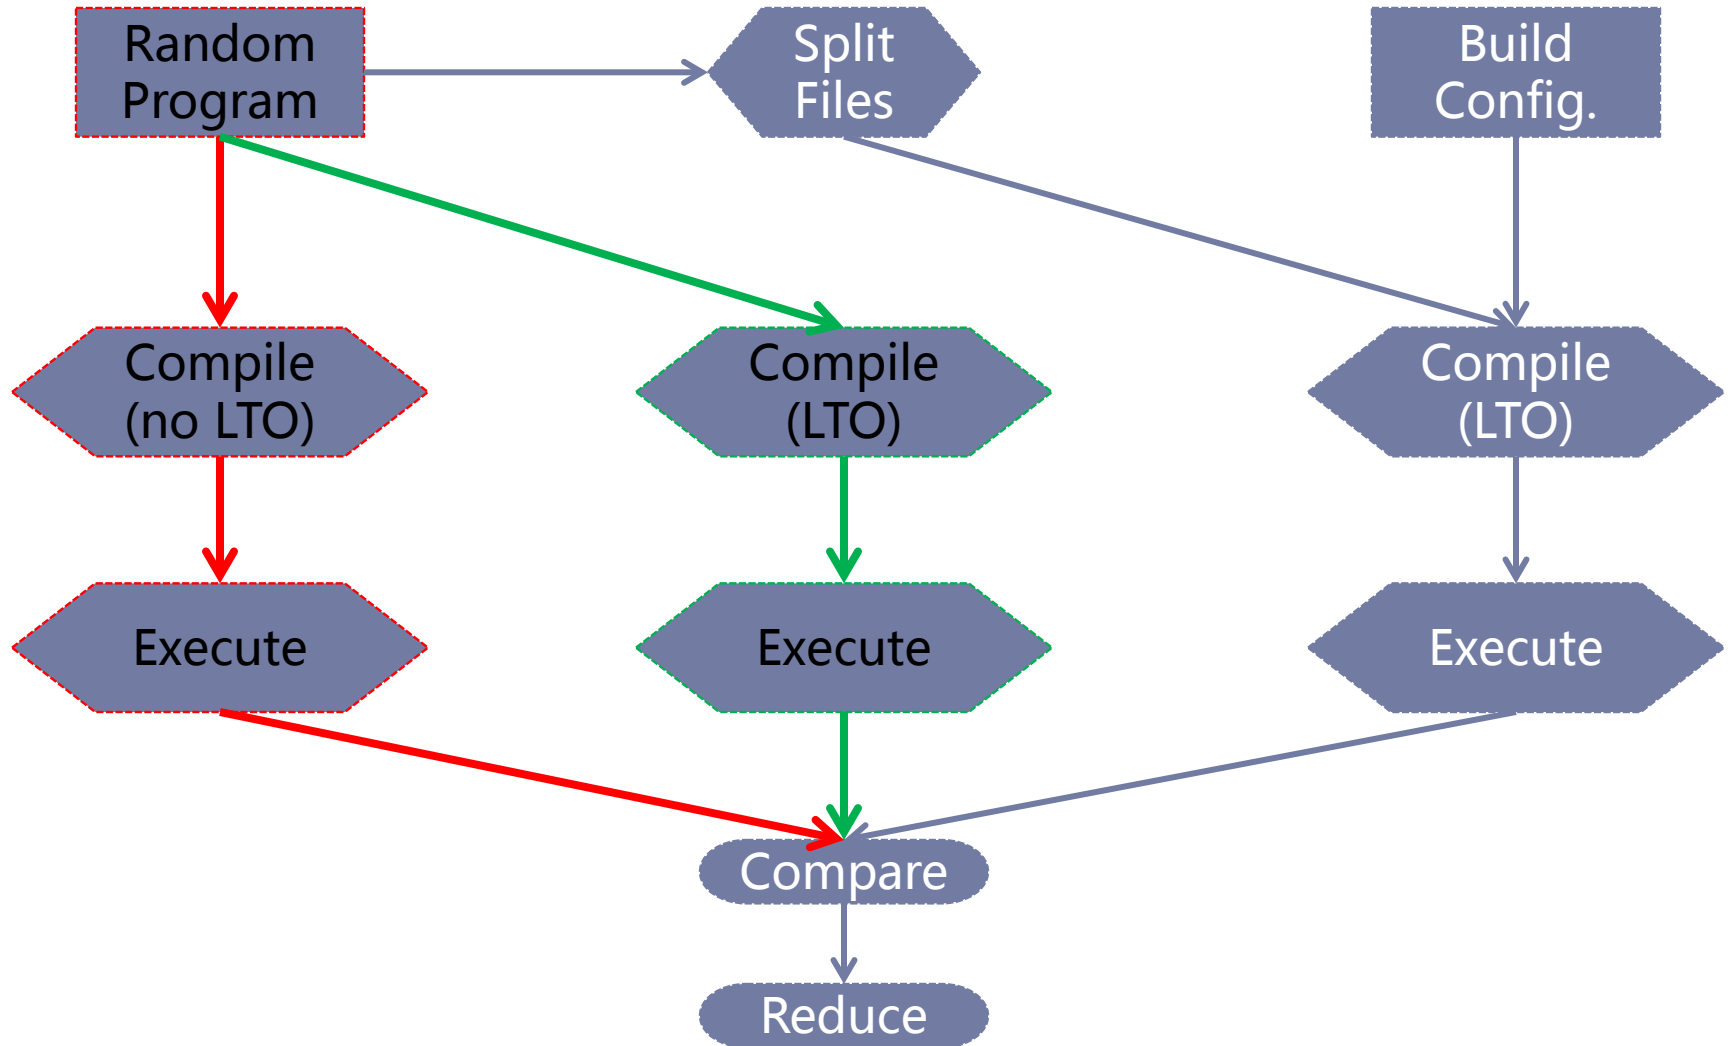 Random
Program
Split
Files
Build
Config.
Compile
(no LTO)
Compile
(LTO)
Compile
(LTO)
Execute
Execute
Execute
Compare
Reduce